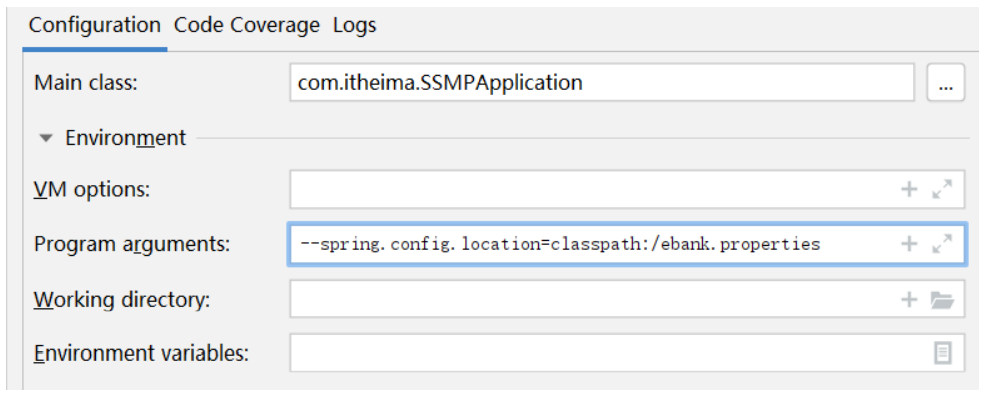 Configuration Code Coverage Logs
Main class: com.itheima.SSMPApplication ...
Environment
VM options:
Program arguments: --spring.config.location=classpath:/ebank.properties
Working directory:
Environment variables: